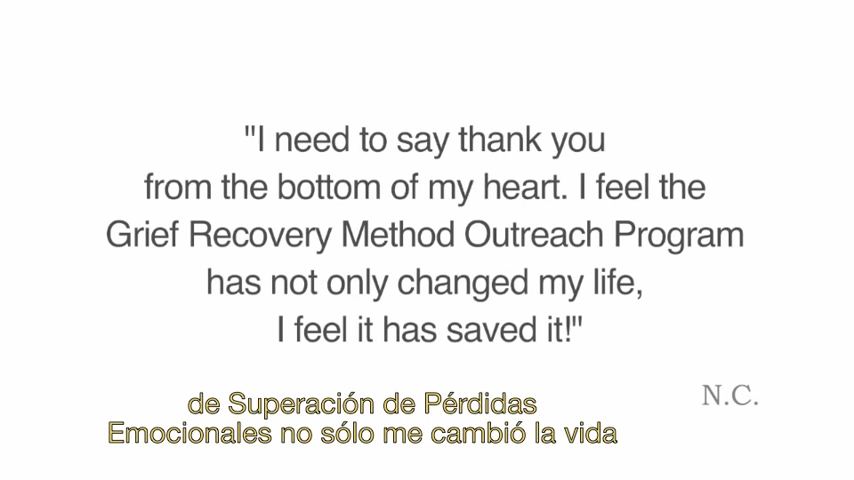 "I need to say thank you
from the bottom of my heart. I feel the
Grief Recovery Method Outreach Program
has not only changed my life,
I feel it has saved it!"
N.C.
de Superación de Pérdidas
Emocionales no sólo me cambió la vida